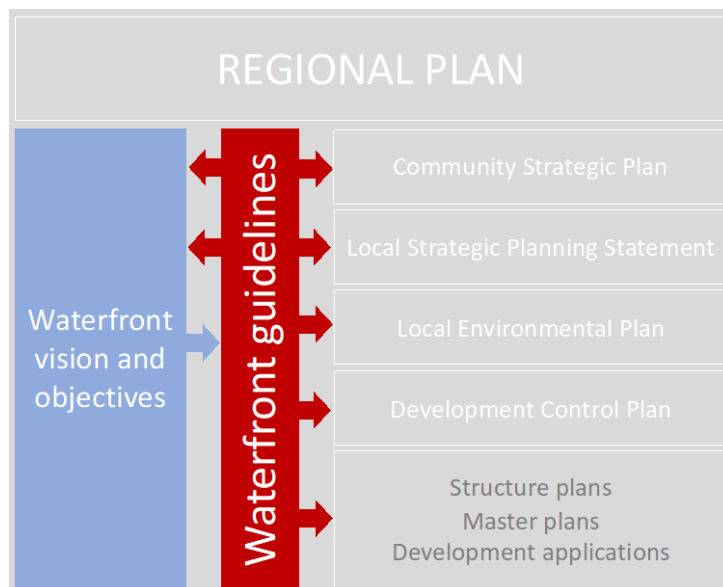 REGIONAL PLAN
Waterfront
vision and
objectives
Waterfront guidelines
Community Strategic Plan
Local Strategic Planning Statement
Local Environmental Plan
Development Control Plan
Structure plans
Master plans
Development applications